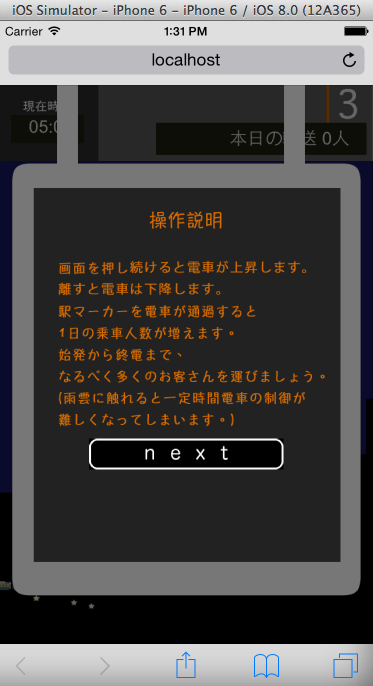 iOS Simulator - iPhone 6 - iPhone 6 / iOS 8.0 (12A365)
Carrier 1:31 PM
localhost
現在時
05:0
3
本日の 送 0人
操作説明
画面を押し続けると電車が上昇します。
離すと電車は下降します。
駅マーカーを電車が通過すると
1日の乗車人数が増えます。
始発から終電まで、
なるべく多くのお客さんを運びましょう。
(雨雲に触れると一定時間電車の制御が
難しくなってしまいます。)
next